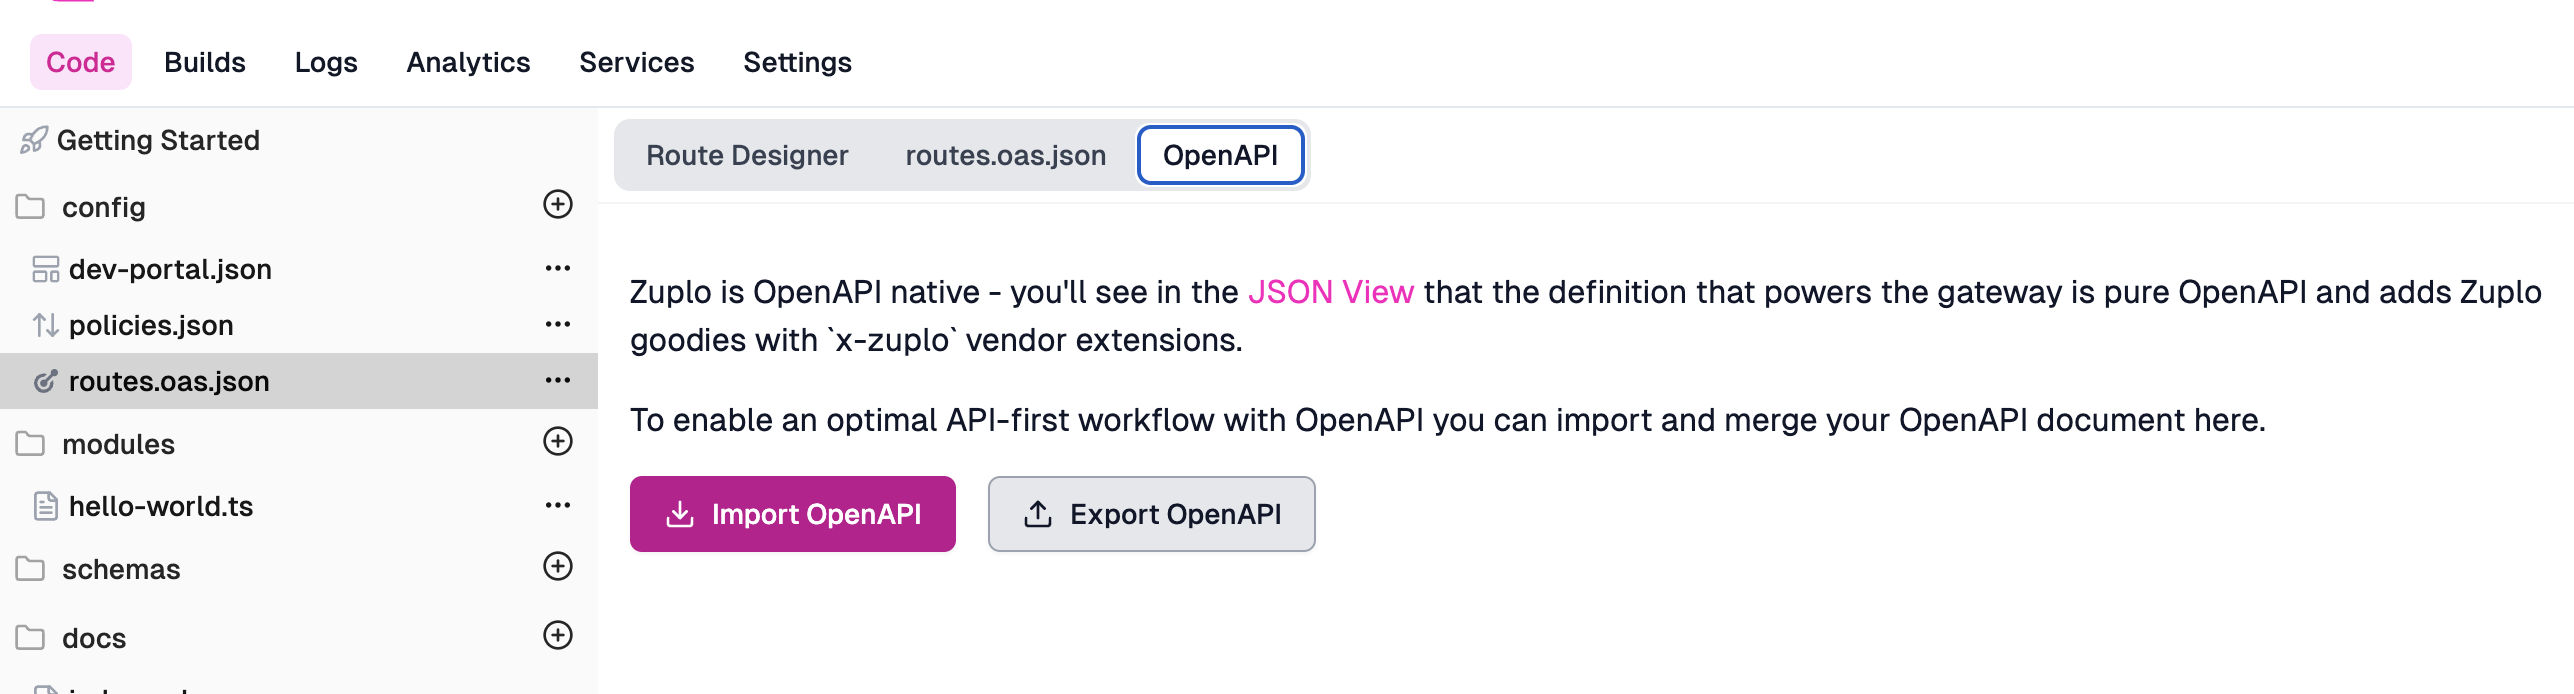 Code Builds Logs Analytics Services Settings
Getting Started
config
dev-portal.json
policies.json
routes.oas.json
modules
hello-world.ts
schemas
docs
Route Designer routes.oas.json OpenAPI
Zuplo is OpenAPI native - you'll see in the JSON View that the definition that powers the gateway is pure OpenAPI and adds Zuplo
goodies with `x-zuplo` vendor extensions.
To enable an optimal API-first workflow with OpenAPI you can import and merge your OpenAPI document here.
Import OpenAPI Export OpenAPI